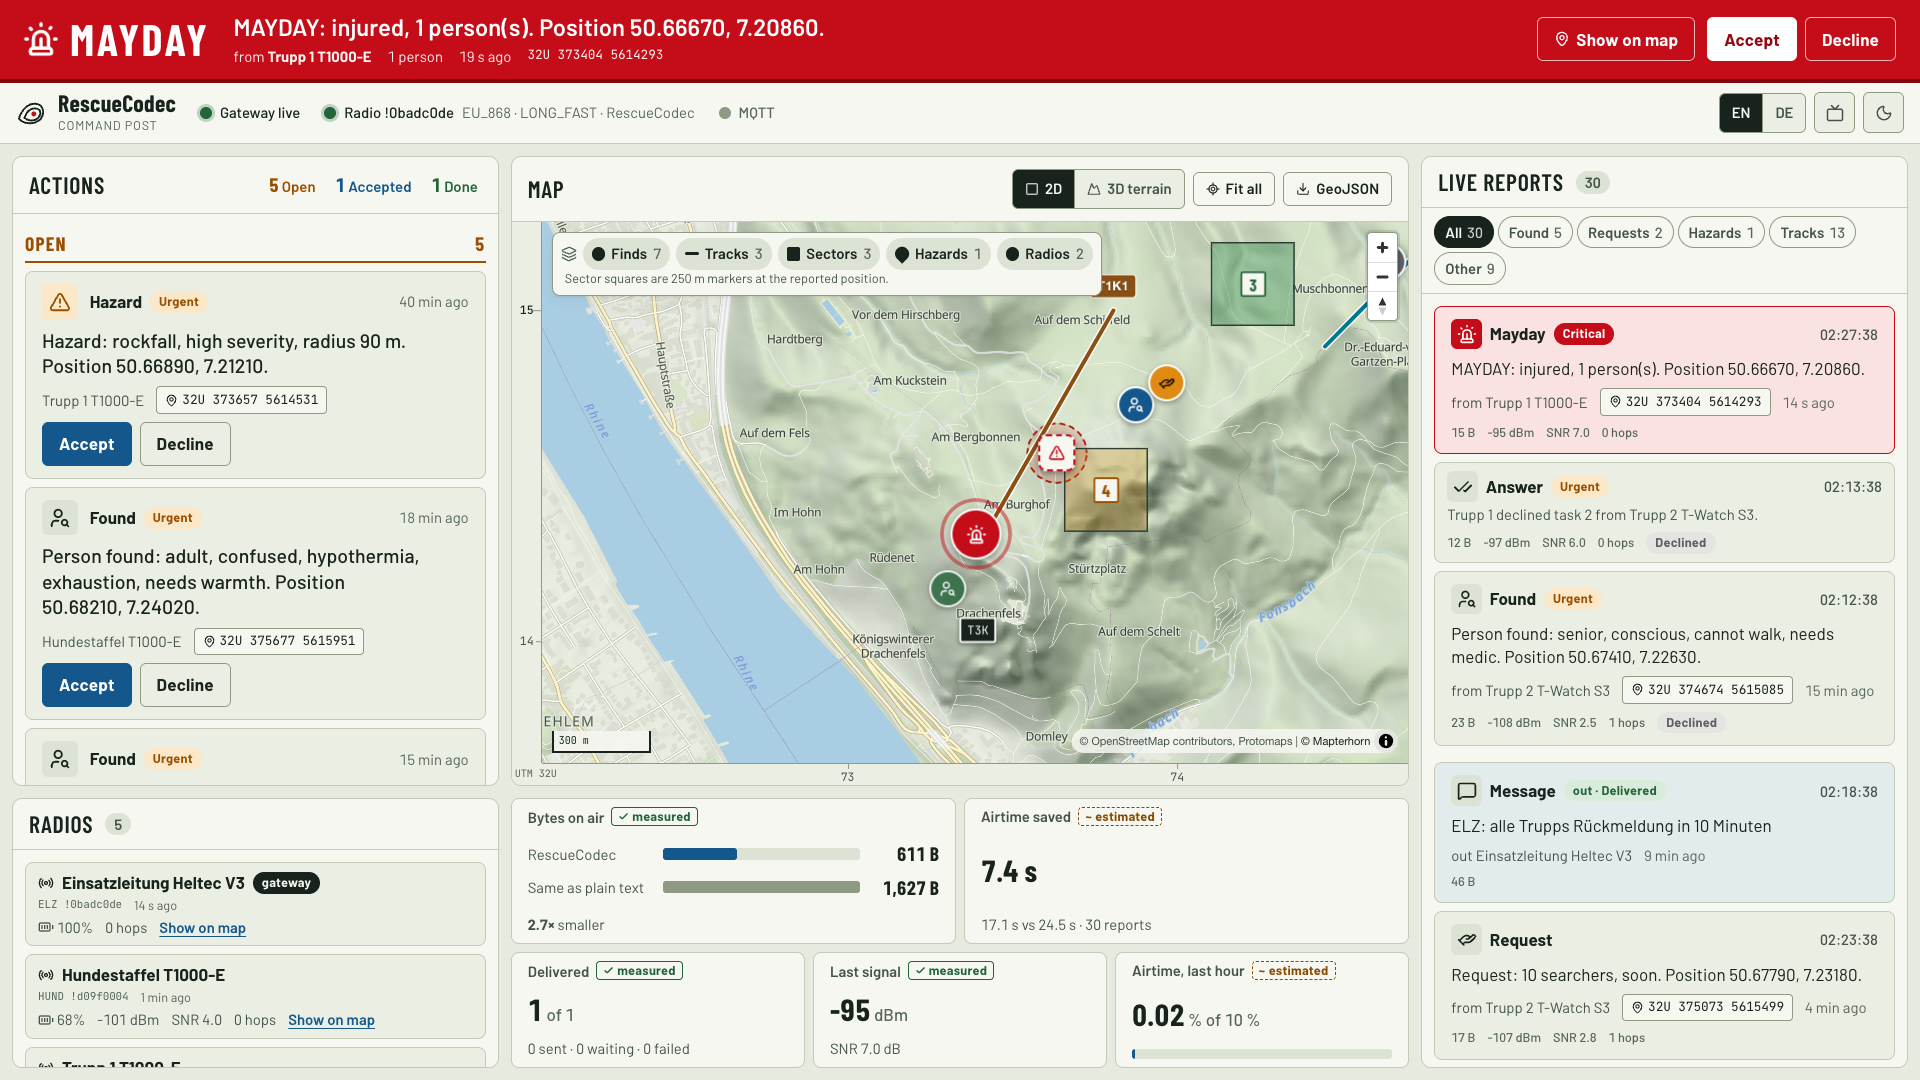 MAYDAY
MAYDAY: injured, 1 person(s). Position 50.66670, 7.20860.
from Trupp 1 T1000-E 1 person 19 s ago 32U 373404 5614293
Show on map
Accept
Decline
RescueCodec
COMMAND POST
Gateway live
Radio !0badc0de EU_868 · LONG_FAST · RescueCodec
MQTT
EN DE
ACTIONS
5 Open 1 Accepted 1 Done
OPEN 5
Hazard Urgent 40 min ago
Hazard: rockfall, high severity, radius 90 m.
Position 50.66890, 7.21210.
Trupp 1 T1000-E 32U 373657 5614531
Accept Decline
Found Urgent 18 min ago
Person found: adult, confused, hypothermia,
exhaustion, needs warmth. Position
50.68210, 7.24020.
Hundestaffel T1000-E 32U 375677 5615951
Accept Decline
Found Urgent 15 min ago
RADIOS 5
Einsatzleitung Heltec V3 gateway
ELZ !0badc0de 14 s ago
100% 0 hops Show on map
Hundestaffel T1000-E
HUND !d09f0004 1 min ago
68% -101 dBm SNR 4.0 0 hops Show on map
Trupp 1 T1000-E
MAP
2D 3D terrain Fit all GeoJSON
Finds 7 Tracks 3 Sectors 3 Hazards 1 Radios 2
Sector squares are 250 m markers at the reported position.
T1K1
3
Muschbonnen
15
Vor dem Hirschberg
Auf dem Schiefeld
Hardtberg
Hauptstraße
Dr.-Eduard-
Gartzen-Pla
Am Kuckstein
Rhine
Auf dem Fels
Am Bergbonnen
4
Am Burghof
Im Hohn
Rüdenet
Am Hohn
Stürtzplatz
Fonsbach
Drachenfels
T3K
Auf dem Schelt
14
Königswinterer
Drachenfels
Rhine
EHLEM
300 m
Domley
© OpenStreetMap contributors, Protomaps | © Mapterhorn
UTM 32U
73
74
Bytes on air measured
RescueCodec 611 B
Same as plain text 1,627 B
2.7× smaller
Airtime saved ~ estimated
7.4 s
17.1 s vs 24.5 s · 30 reports
Delivered measured
1 of 1
0 sent · 0 waiting · 0 failed
Last signal measured
-95 dBm
SNR 7.0 dB
Airtime, last hour ~ estimated
0.02 % of 10 %
LIVE REPORTS 30
All 30 Found 5 Requests 2 Hazards 1 Tracks 13
Other 9
Mayday Critical 02:27:38
MAYDAY: injured, 1 person(s). Position 50.66670, 7.20860.
from Trupp 1 T1000-E 32U 373404 5614293 14 s ago
15 B -95 dBm SNR 7.0 0 hops
Answer Urgent 02:13:38
Trupp 1 declined task 2 from Trupp 2 T-Watch S3.
12 B -97 dBm SNR 6.0 0 hops Declined
Found Urgent 02:12:38
Person found: senior, conscious, cannot walk, needs
medic. Position 50.67410, 7.22630.
from Trupp 2 T-Watch S3 32U 374674 5615085 15 min ago
23 B -108 dBm SNR 2.5 1 hops Declined
Message out · Delivered 02:18:38
ELZ: alle Trupps Rückmeldung in 10 Minuten
out Einsatzleitung Heltec V3 9 min ago
46 B
Request 02:23:38
Request: 10 searchers, soon. Position 50.67790, 7.23180.
from Trupp 2 T-Watch S3 32U 375073 5615499 4 min ago
17 B -107 dBm SNR 2.8 1 hops